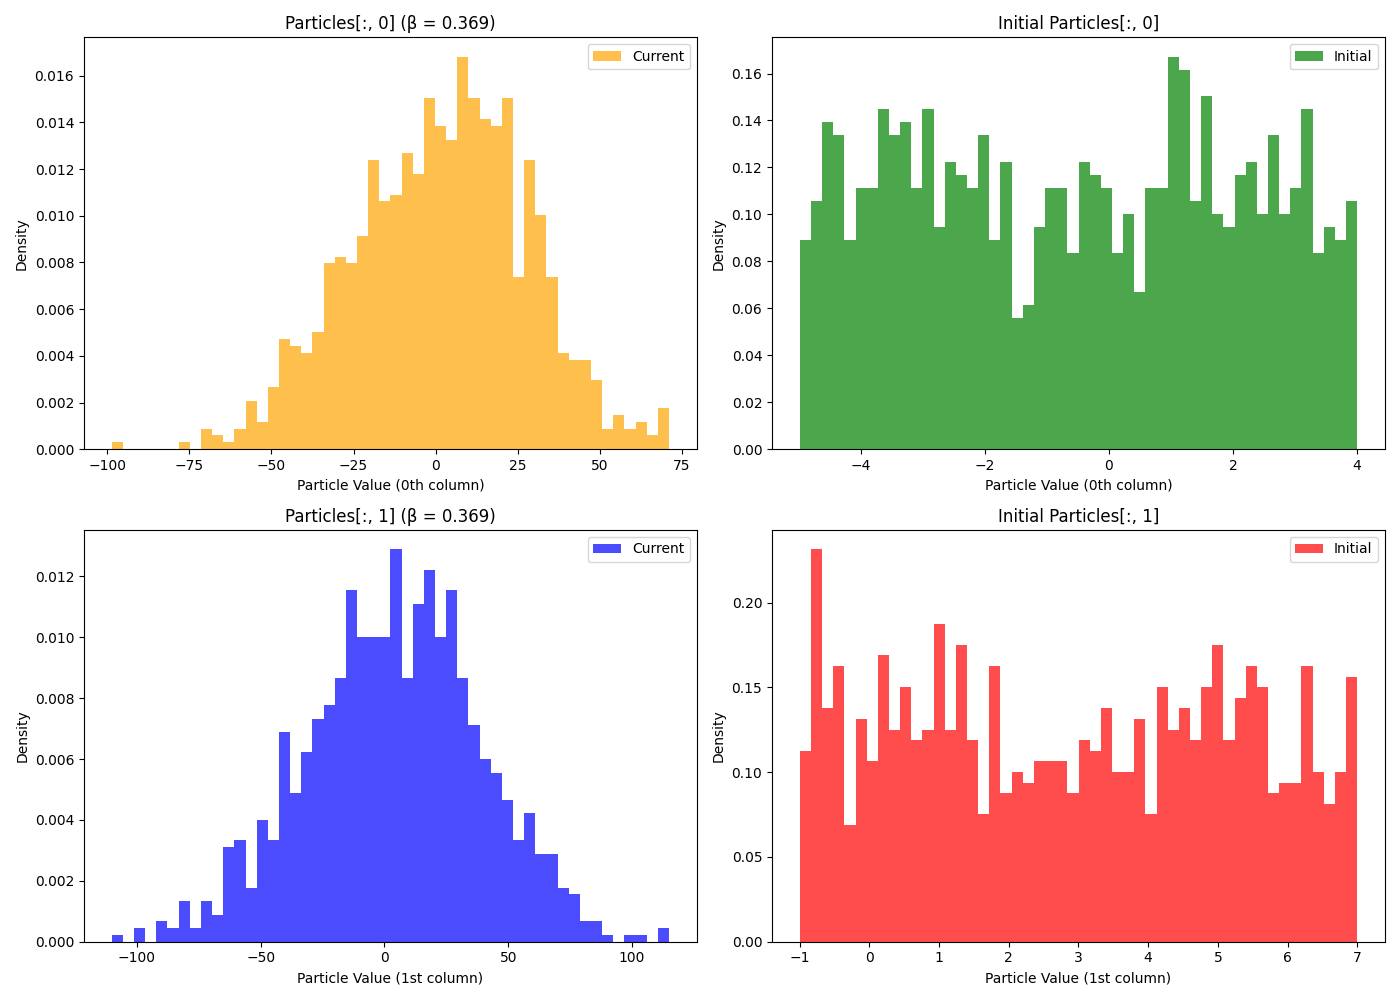 Particles[:, 0] (β = 0.369)
Current
Density
0.016
0.014
0.012
0.010
0.008
0.006
0.004
0.002
0.000
−100 −75 −50 −25 0 25 50 75
Particle Value (0th column)
Initial Particles[:, 0]
Initial
Density
0.16
0.14
0.12
0.10
0.08
0.06
0.04
0.02
0.00
−4 −2 0 2 4
Particle Value (0th column)
Particles[:, 1] (β = 0.369)
Current
Density
0.012
0.010
0.008
0.006
0.004
0.002
0.000
−100 −50 0 50 100
Particle Value (1st column)
Initial Particles[:, 1]
Initial
Density
0.20
0.15
0.10
0.05
0.00
−1 0 1 2 3 4 5 6 7
Particle Value (1st column)